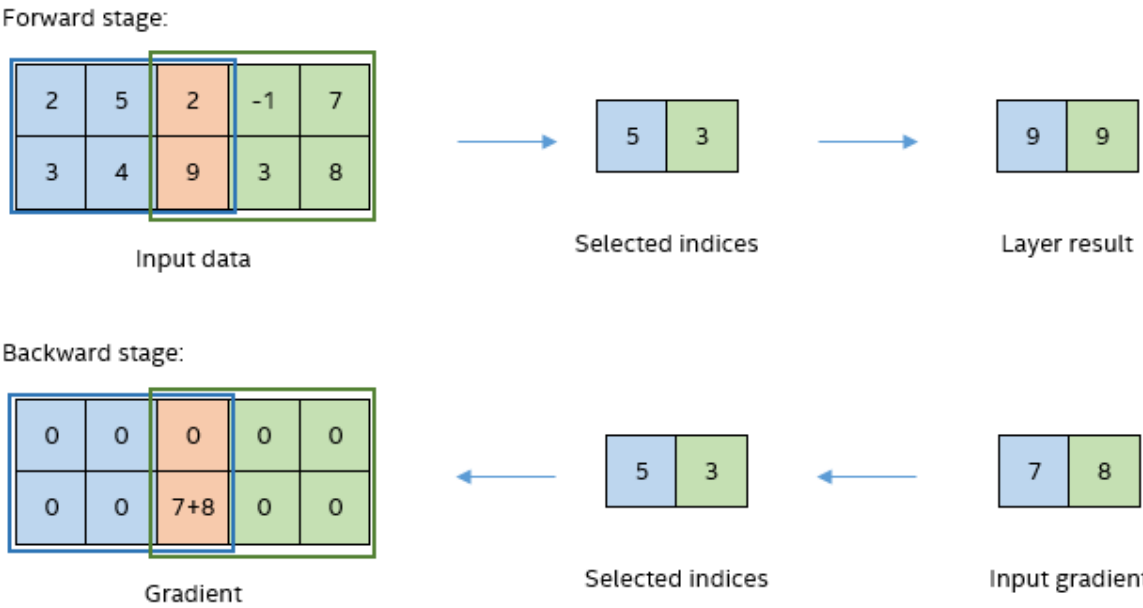 Forward stage:
2 5 2 -1 7
3 4 9 3 8
5 3
9 9
Input data
Selected indices
Layer result
Backward stage:
0 0 0 0 0
0 0 7+8 0 0
5 3
7 8
Gradient
Selected indices
Input gradient